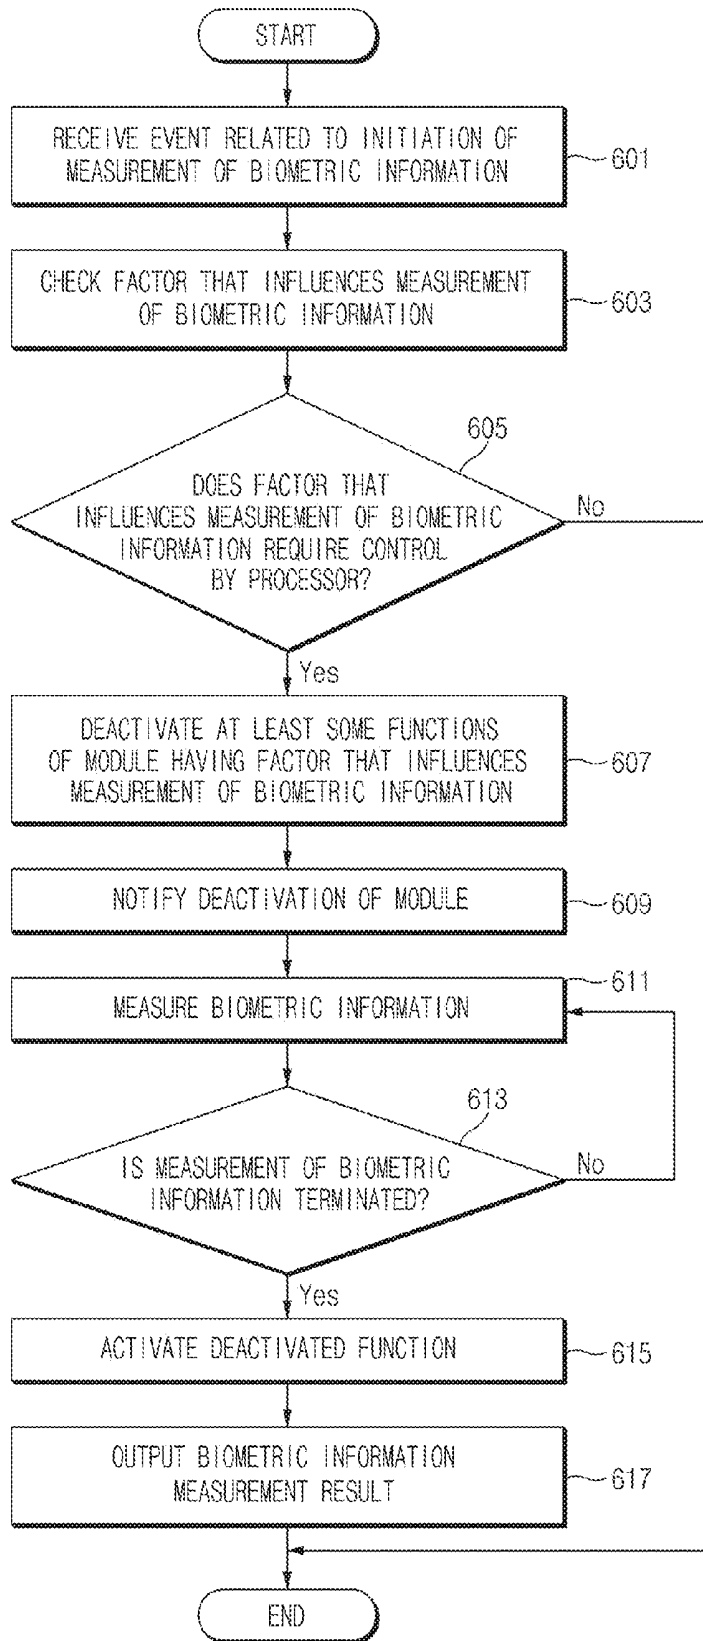 START
RECEIVE EVENT RELATED TO INITIATION OF
MEASUREMENT OF BIOMETRIC INFORMATION
601
CHECK FACTOR THAT INFLUENCES MEASUREMENT
OF BIOMETRIC INFORMATION
603
605
DOES FACTOR THAT
INFLUENCES MEASUREMENT OF BIOMETRIC
INFORMATION REQUIRE CONTROL
BY PROCESSOR?
No
Yes
DEACTIVATE AT LEAST SOME FUNCTIONS
OF MODULE HAVING FACTOR THAT INFLUENCES
MEASUREMENT OF BIOMETRIC INFORMATION
607
NOTIFY DEACTIVATION OF MODULE
609
611
MEASURE BIOMETRIC INFORMATION
613
IS MEASUREMENT OF BIOMETRIC
INFORMATION TERMINATED?
No
Yes
ACTIVATE DEACTIVATED FUNCTION
615
OUTPUT BIOMETRIC INFORMATION
MEASUREMENT RESULT
617
END